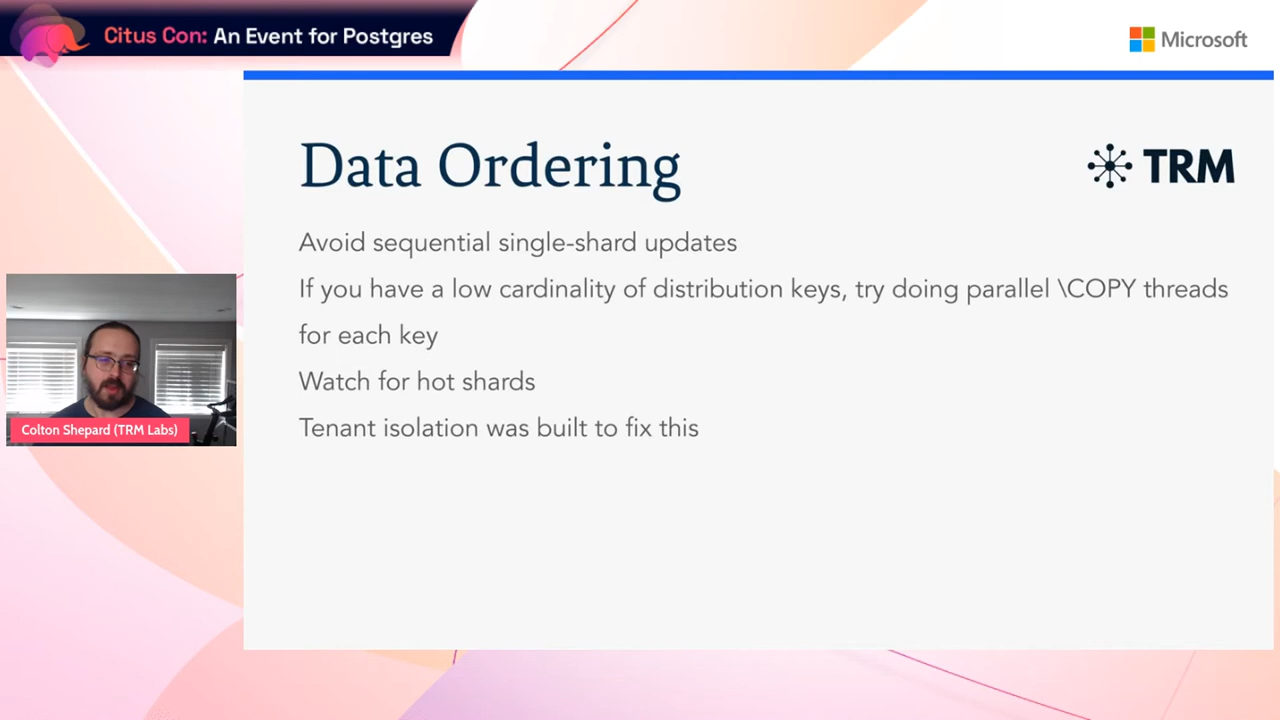 Citus Con: An Event for Postgres
Microsoft
Data Ordering
TRM
Avoid sequential single-shard updates
If you have a low cardinality of distribution keys, try doing parallel \COPY threads
for each key
Watch for hot shards
Tenant isolation was built to fix this
Colton Shepard (TRM Labs)